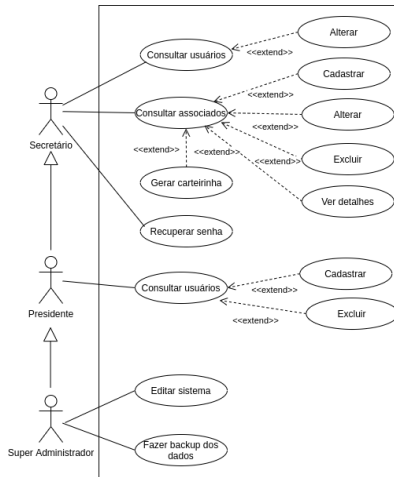 Alterar
Consultar usuários
<<extend>>
Cadastrar
<<extend>>
Consultar associados
Alterar
<<extend>>
Secretário
<<extend>>
<<extend>>
Excluir
<<extend>>
Gerar carteirinha
Ver detalhes
Recuperar senha
Cadastrar
Consultar usuários
<<extend>>
Presidente
<<extend>>
Excluir
Editar sistema
Super Administrador
Fazer backup dos
dados